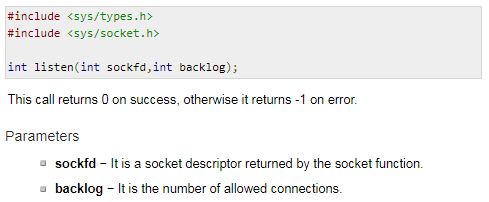 #include <sys/types.h>
#include <sys/socket.h>
int listen(int sockfd,int backlog);
This call returns 0 on success, otherwise it returns -1 on error.
Parameters
sockfd − It is a socket descriptor returned by the socket function.
backlog − It is the number of allowed connections.